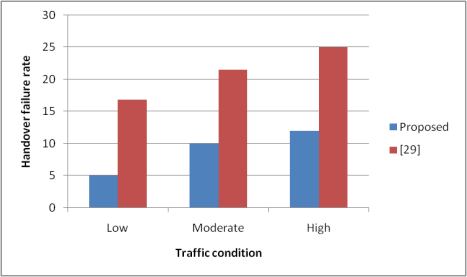 30
25
20
15
10
5
0
Handover failure rate
Low Moderate High
Traffic condition
Proposed
[29]